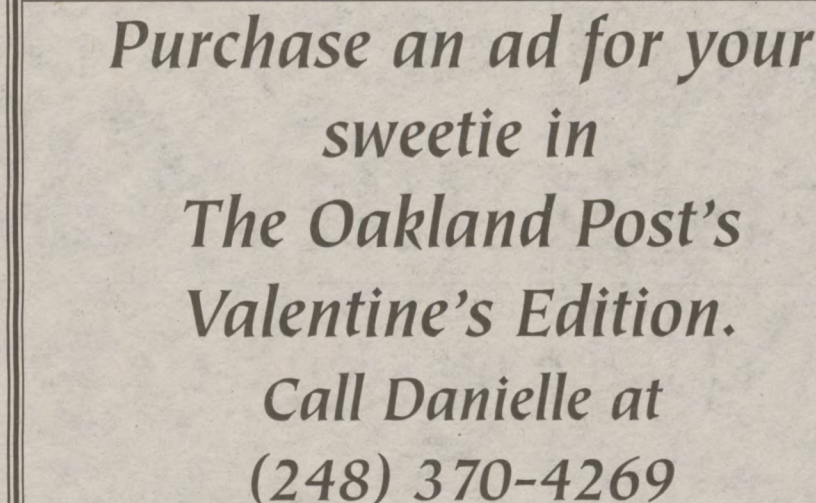 Purchase an ad for your
sweetie in
The Oakland Post's
Valentine's Edition.
Call Danielle at
(248) 370-4269